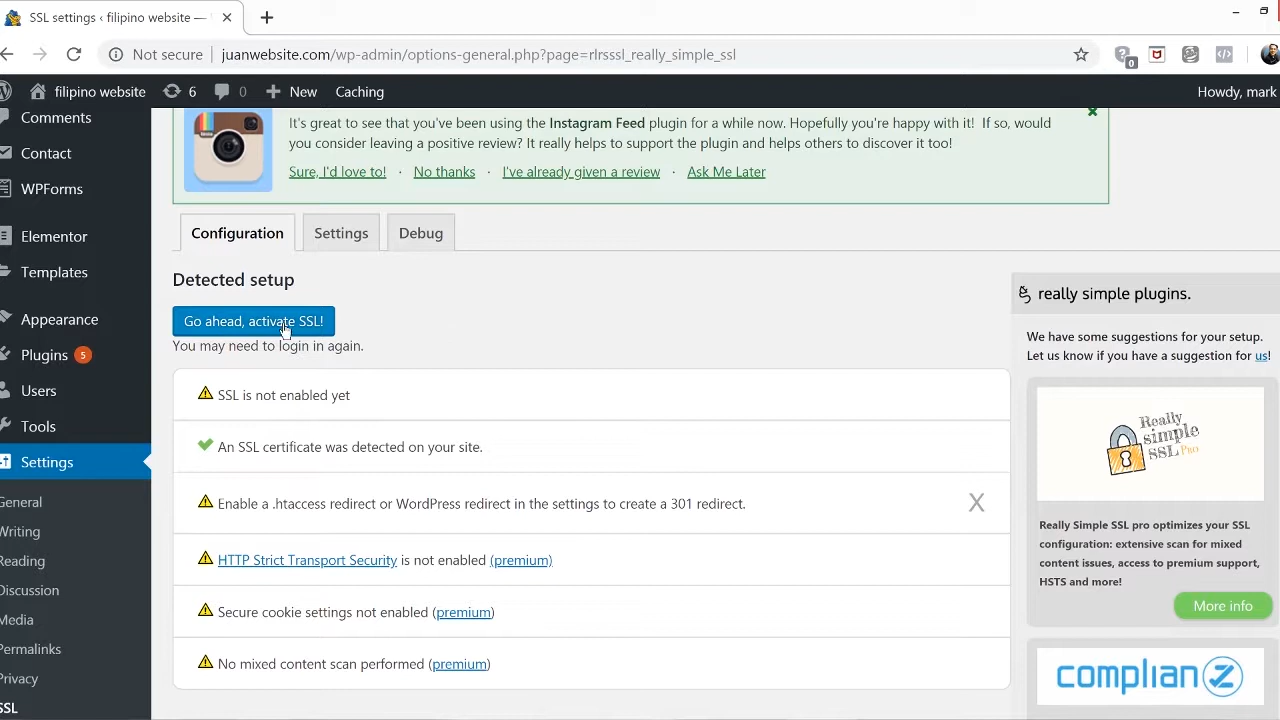 SSL settings ‹ filipino website —
Not secure
juanwebsite.com/wp-admin/options-general.php?page=rlrsssl_really_simple_ssl
0
filipino website
6
0
New
Caching
Howdy, mark
Comments
Contact
WPForms
Elementor
Templates
Appearance
Plugins 5
Users
Tools
Settings
General
Writing
Reading
Discussion
Media
Permalinks
Privacy
SSL
It's great to see that you've been using the Instagram Feed plugin for a while now. Hopefully you're happy with it!  If so, would
you consider leaving a positive review? It really helps to support the plugin and helps others to discover it too!
Sure, I'd love to! · No thanks · I've already given a review · Ask Me Later
Configuration
Settings
Debug
Detected setup
Go ahead, activate SSL!
You may need to login in again.
SSL is not enabled yet
An SSL certificate was detected on your site.
Enable a .htaccess redirect or WordPress redirect in the settings to create a 301 redirect.
X
HTTP Strict Transport Security is not enabled (premium)
Secure cookie settings not enabled (premium)
No mixed content scan performed (premium)
really simple plugins.
We have some suggestions for your setup.
Let us know if you have a suggestion for us!
Really
simple
SSL Pro
Really Simple SSL pro optimizes your SSL
configuration: extensive scan for mixed
content issues, access to premium support,
HSTS and more!
More info
complianz